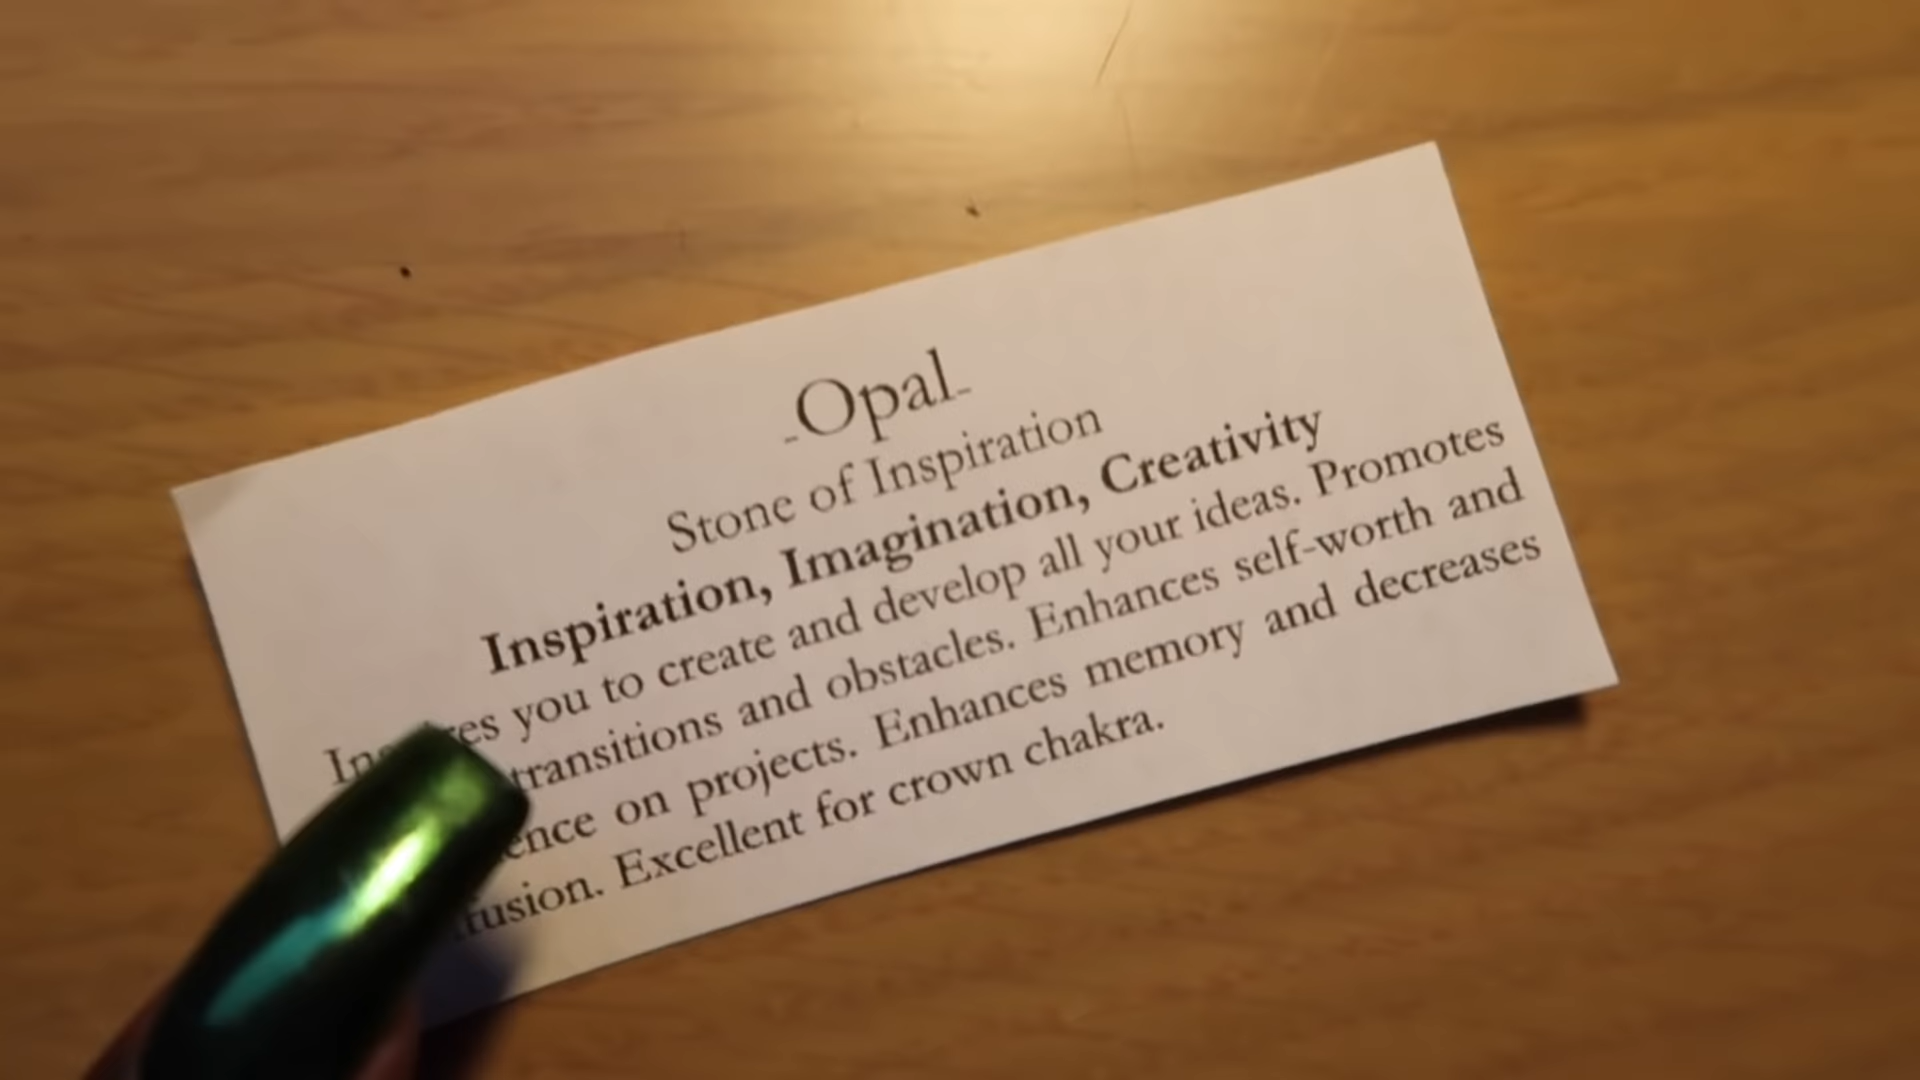 -Opal-
Stone of Inspiration
Inspiration, Imagination, Creativity
you to create and develop all your ideas. Promotes
transitions and obstacles. Enhances self-worth and
on projects. Enhances memory and decreases
Excellent for crown chakra.